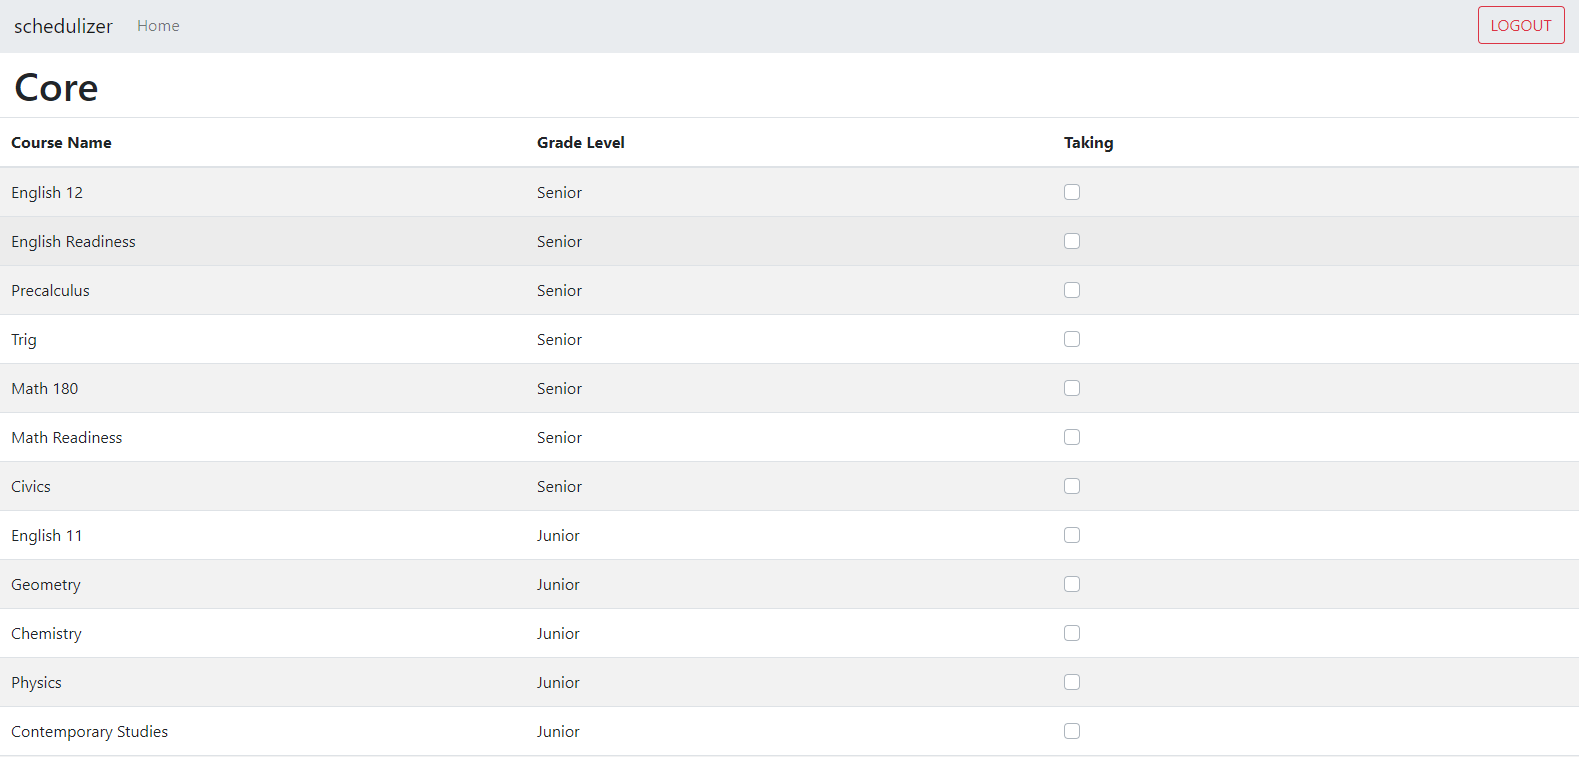 schedulizer Home LOGOUT
Core
Course Name Grade Level Taking
English 12 Senior
English Readiness Senior
Precalculus Senior
Trig Senior
Math 180 Senior
Math Readiness Senior
Civics Senior
English 11 Junior
Geometry Junior
Chemistry Junior
Physics Junior
Contemporary Studies Junior